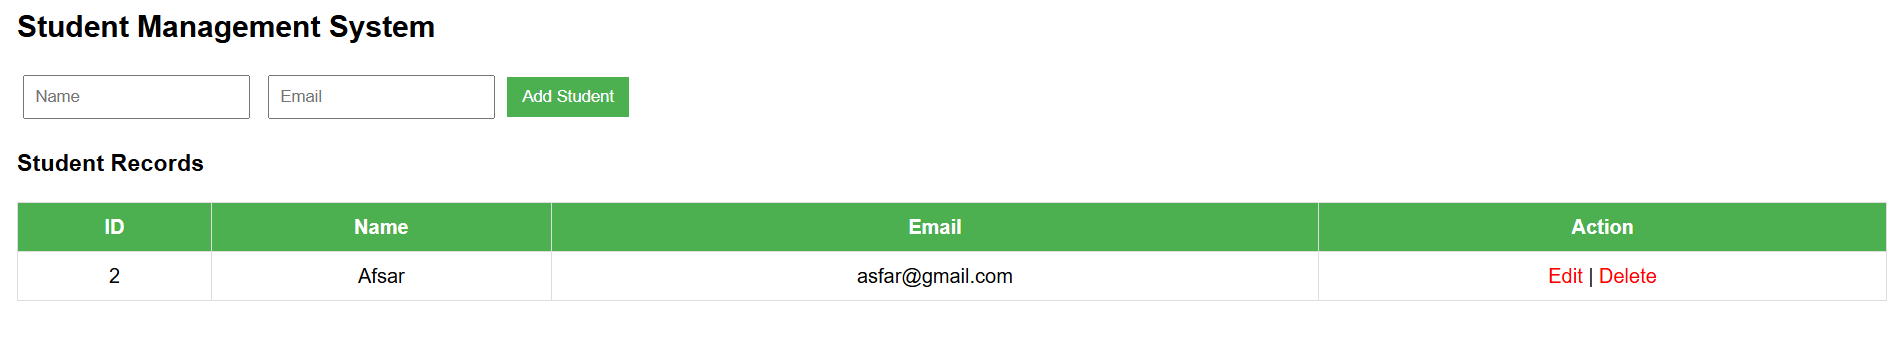 Student Management System
Name Email Add Student
Student Records
ID Name Email Action
2 Afsar asfar@gmail.com Edit | Delete